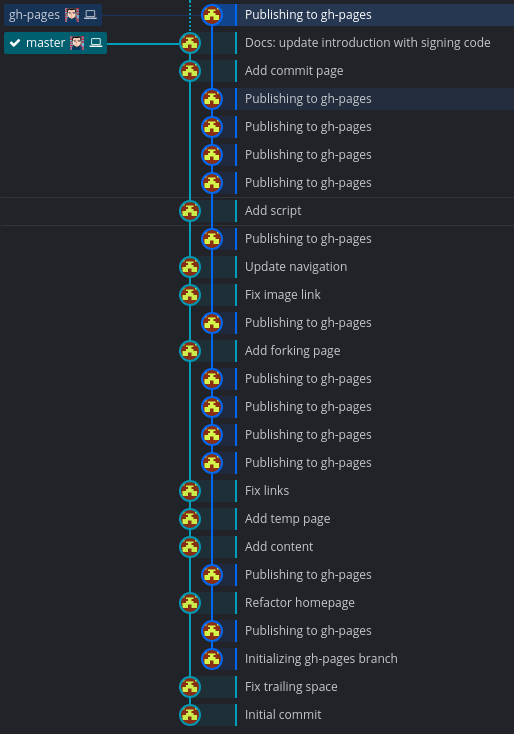 gh-pages Publishing to gh-pages
master Docs: update introduction with signing code
Add commit page
Publishing to gh-pages
Publishing to gh-pages
Publishing to gh-pages
Publishing to gh-pages
Add script
Publishing to gh-pages
Update navigation
Fix image link
Publishing to gh-pages
Add forking page
Publishing to gh-pages
Publishing to gh-pages
Publishing to gh-pages
Publishing to gh-pages
Fix links
Add temp page
Add content
Publishing to gh-pages
Refactor homepage
Publishing to gh-pages
Initializing gh-pages branch
Fix trailing space
Initial commit